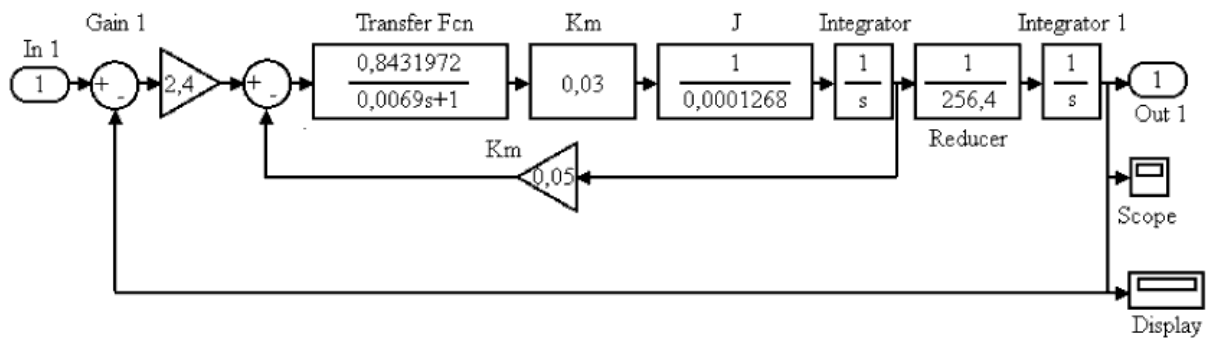 In 1
1
Gain 1
+
-
2,4
+
-
Transfer Fcn
0,8431972
0,0069s+1
Km
0,03
J
1
0,0001268
Integrator
1
s
1
256,4
Reducer
Integrator 1
1
s
1
Out 1
Km
0,05
Scope
Display